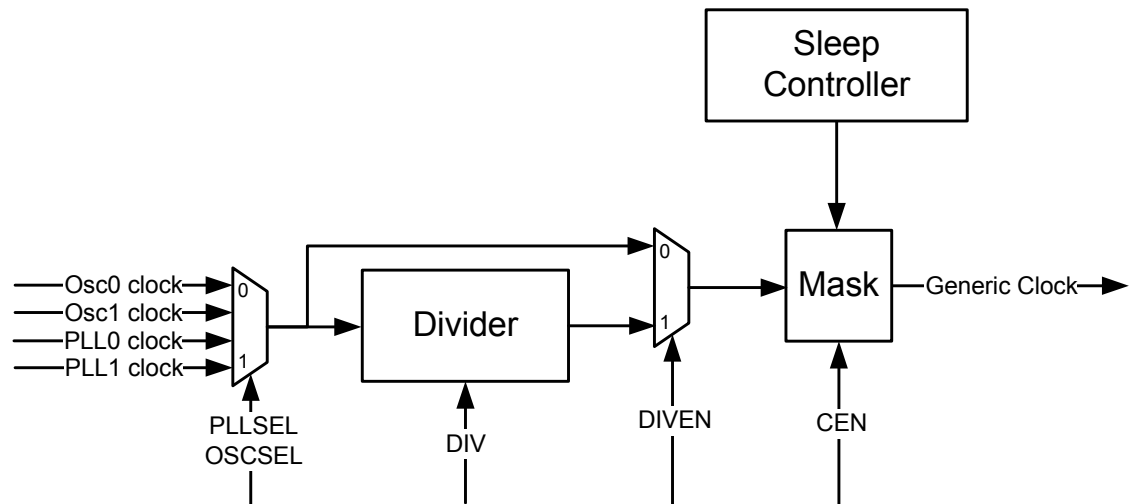 Sleep
Controller
0
Osc0 clock
0
Osc1 clock
Divider
Mask
Generic Clock
PLL0 clock
1
PLL1 clock
1
PLLSEL
OSCSEL
DIV
DIVEN
CEN